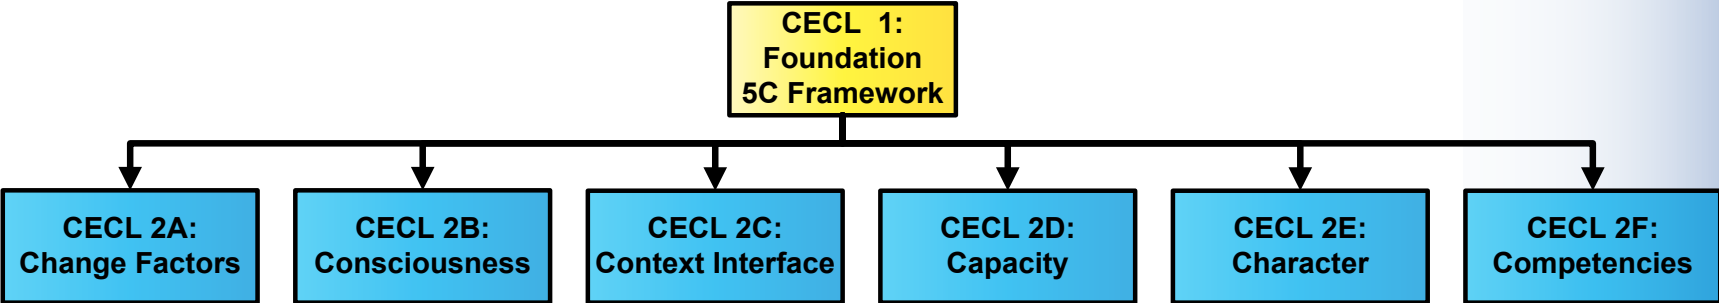 CECL  1:
Foundation
5C Framework
CECL 2A:
Change Factors
CECL 2B:
Consciousness
CECL 2C:
Context Interface
CECL 2D:
Capacity
CECL 2E:
Character
CECL 2F:
Competencies